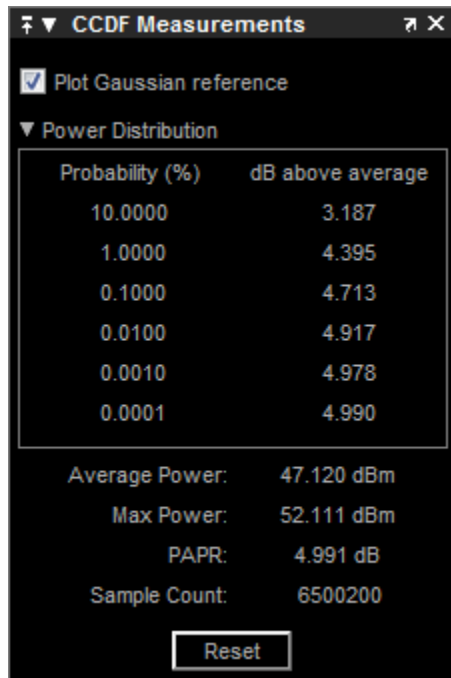 CCDF Measurements
Plot Gaussian reference
Power Distribution
Probability (%) dB above average
10.0000 3.187
1.0000 4.395
0.1000 4.713
0.0100 4.917
0.0010 4.978
0.0001 4.990
Average Power: 47.120 dBm
Max Power: 52.111 dBm
PAPR: 4.991 dB
Sample Count: 6500200
Reset